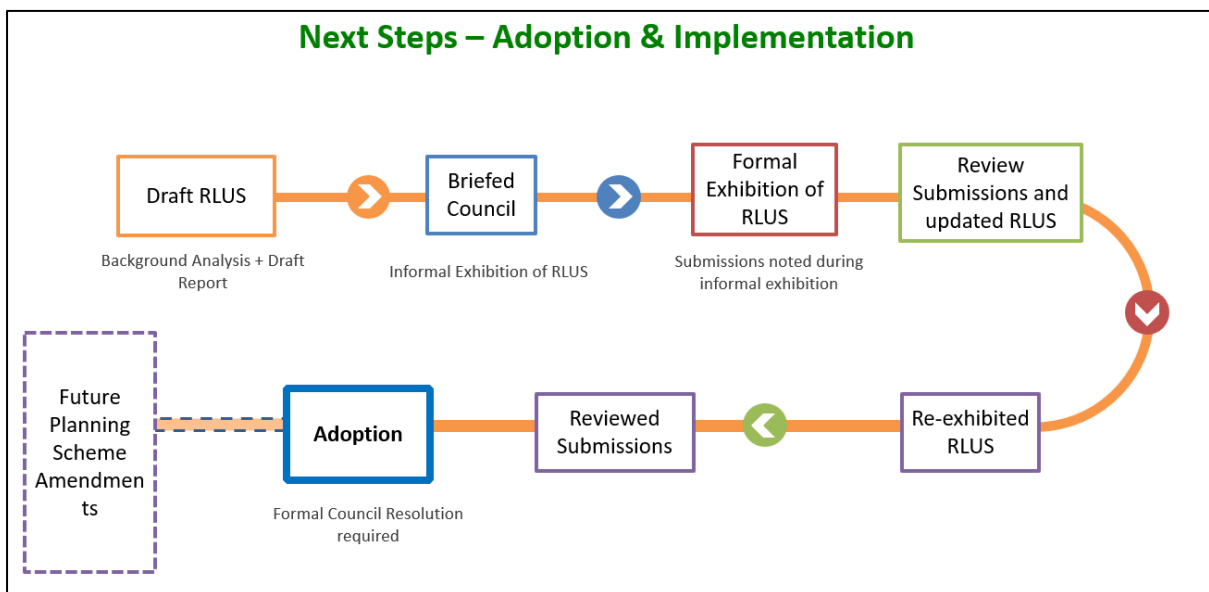 Next Steps – Adoption & Implementation
Draft RLUS
Background Analysis + Draft
Report
Briefed
Council
Informal Exhibition of RLUS
Formal
Exhibition of
RLUS
Submissions noted during
informal exhibition
Review
Submissions and
updated RLUS
Re-exhibited
RLUS
Reviewed
Submissions
Adoption
Formal Council Resolution
required
Future
Planning
Scheme
Amendmen
ts